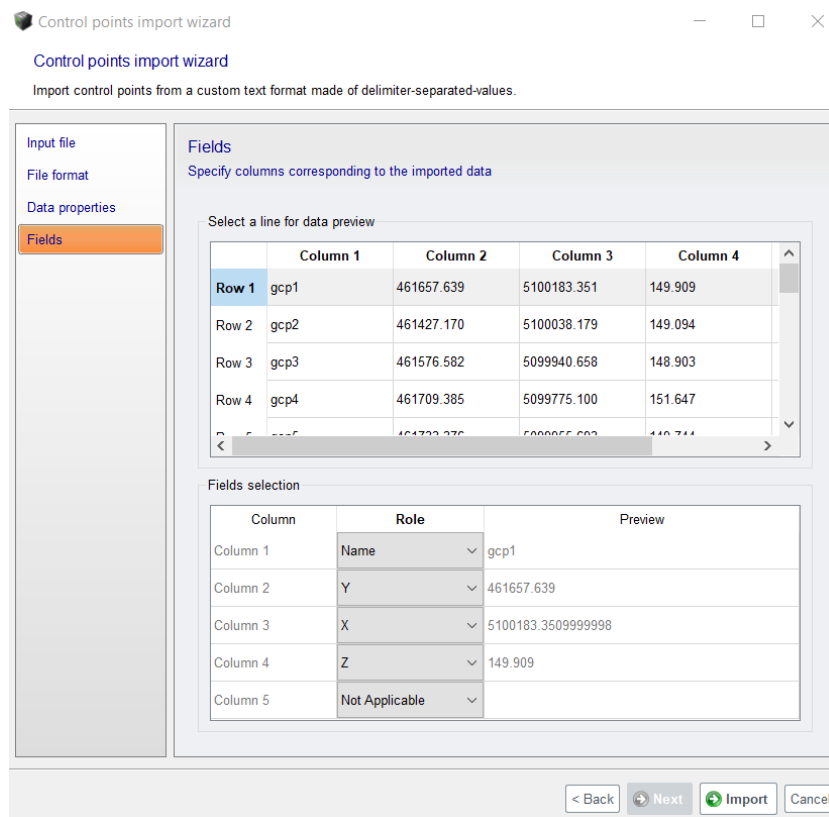 Control points import wizard
Control points import wizard
Import control points from a custom text format made of delimiter-separated-values.
Input file
File format
Data properties
Fields
Fields
Specify columns corresponding to the imported data
Select a line for data preview
Column 1 Column 2 Column 3 Column 4
Row 1 gcp1 461657.639 5100183.351 149.909
Row 2 gcp2 461427.170 5100038.179 149.094
Row 3 gcp3 461576.582 5099940.658 148.903
Row 4 gcp4 461709.385 5099775.100 151.647
Fields selection
Column Role Preview
Column 1 Name gcp1
Column 2 Y 461657.639
Column 3 X 5100183.3509999998
Column 4 Z 149.909
Column 5 Not Applicable
< Back Next Import Cancel